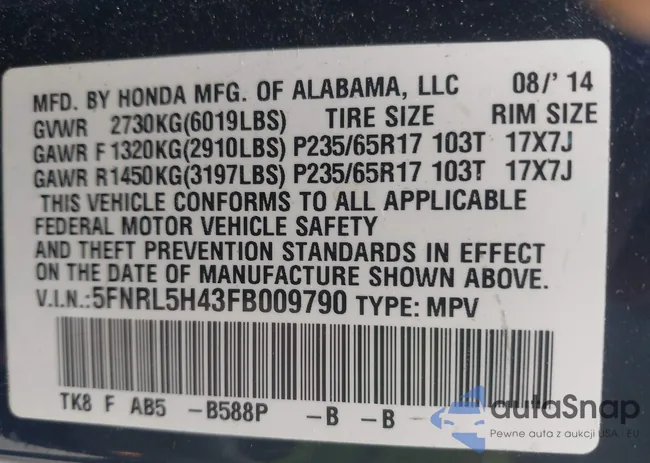 MFD. BY HONDA MFG. OF ALABAMA, LLC 08/' 14
GVWR 2730KG(6019LBS) TIRE SIZE RIM SIZE
GAWR F 1320KG(2910LBS) P235/65R17 103T 17X7J
GAWR R1450KG(3197LBS) P235/65R17 103T 17X7J
THIS VEHICLE CONFORMS TO ALL APPLICABLE
FEDERAL MOTOR VEHICLE SAFETY
AND THEFT PREVENTION STANDARDS IN EFFECT
ON THE DATE OF MANUFACTURE SHOWN ABOVE.
V.I.N.:5FNRL5H43FB009790 TYPE: MPV
TK8 F AB5 -B588P -B -B
autaSnap
Pewne auta z aukcji USA - EU